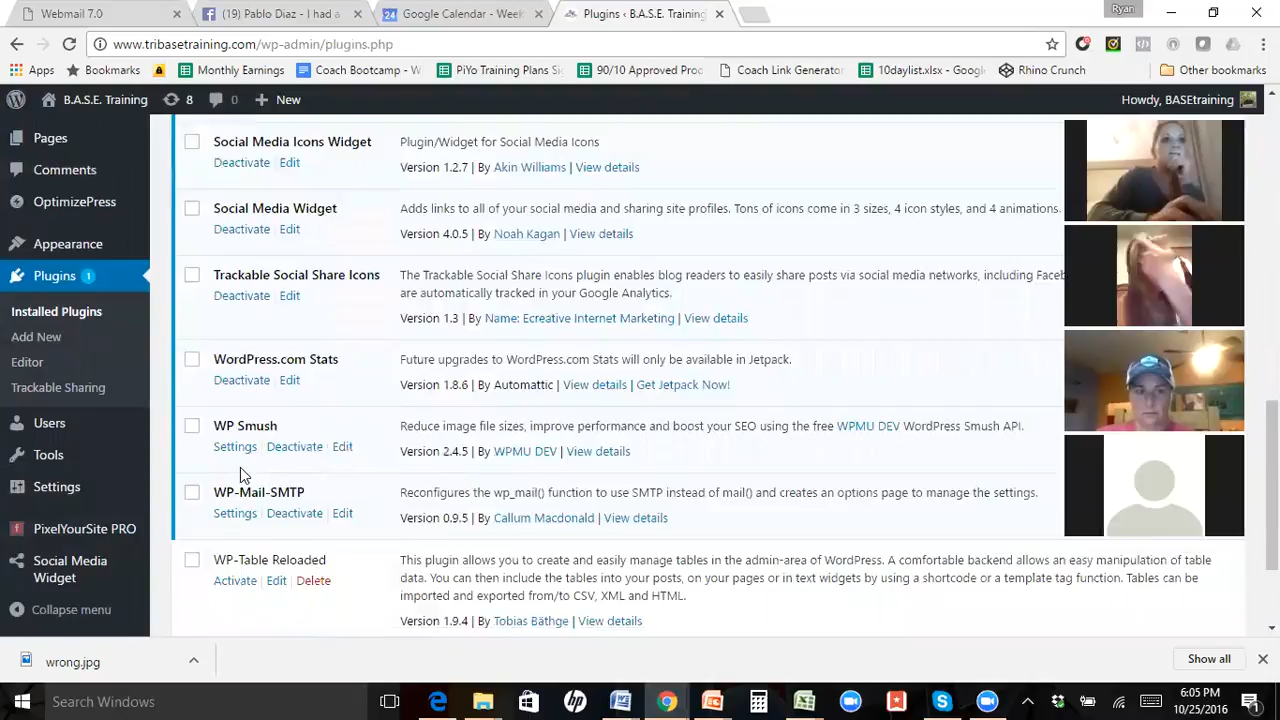 Webmail 7.0
(19) Pablo Diaz - I had a
24 Google Calendar - Week
Plugins ‹ B.A.S.E. Training
Ryan
www.tribasetraining.com/wp-admin/plugins.php
Apps
Bookmarks
Monthly Earnings
Coach Bootcamp - W
PiYo Training Plans Si
90/10 Approved Proc
Coach Link Generator
10daylist.xlsx - Google
Rhino Crunch
Other bookmarks
B.A.S.E. Training
8
0
New
Howdy, BASEtraining
Pages
Comments
OptimizePress
Appearance
Plugins 1
Installed Plugins
Add New
Editor
Trackable Sharing
Users
Tools
Settings
PixelYourSite PRO
Social Media
Widget
Collapse menu
Social Media Icons Widget
Deactivate | Edit
Plugin/Widget for Social Media Icons
Version 1.2.7 | By Akin Williams | View details
Social Media Widget
Deactivate | Edit
Adds links to all of your social media and sharing site profiles. Tons of icons come in 3 sizes, 4 icon styles, and 4 animations.
Version 4.0.5 | By Noah Kagan | View details
Trackable Social Share Icons
Deactivate | Edit
The Trackable Social Share Icons plugin enables blog readers to easily share posts via social media networks, including Faceb
are automatically tracked in your Google Analytics.
Version 1.3 | By Name: Ecreative Internet Marketing | View details
WordPress.com Stats
Deactivate | Edit
Future upgrades to WordPress.com Stats will only be available in Jetpack.
Version 1.8.6 | By Automattic | View details | Get Jetpack Now!
WP Smush
Settings | Deactivate | Edit
Reduce image file sizes, improve performance and boost your SEO using the free WPMU DEV WordPress Smush API.
Version 2.4.5 | By WPMU DEV | View details
WP-Mail-SMTP
Settings | Deactivate | Edit
Reconfigures the wp_mail() function to use SMTP instead of mail() and creates an options page to manage the settings.
Version 0.9.5 | By Callum Macdonald | View details
WP-Table Reloaded
Activate | Edit | Delete
This plugin allows you to create and easily manage tables in the admin-area of WordPress. A comfortable backend allows an easy manipulation of table
data. You can then include the tables into your posts, on your pages or in text widgets by using a shortcode or a template tag function. Tables can be
imported and exported from/to CSV, XML and HTML.
Version 1.9.4 | By Tobias Bäthge | View details
wrong.jpg
Show all
Search Windows
6:05 PM
10/25/2016
1